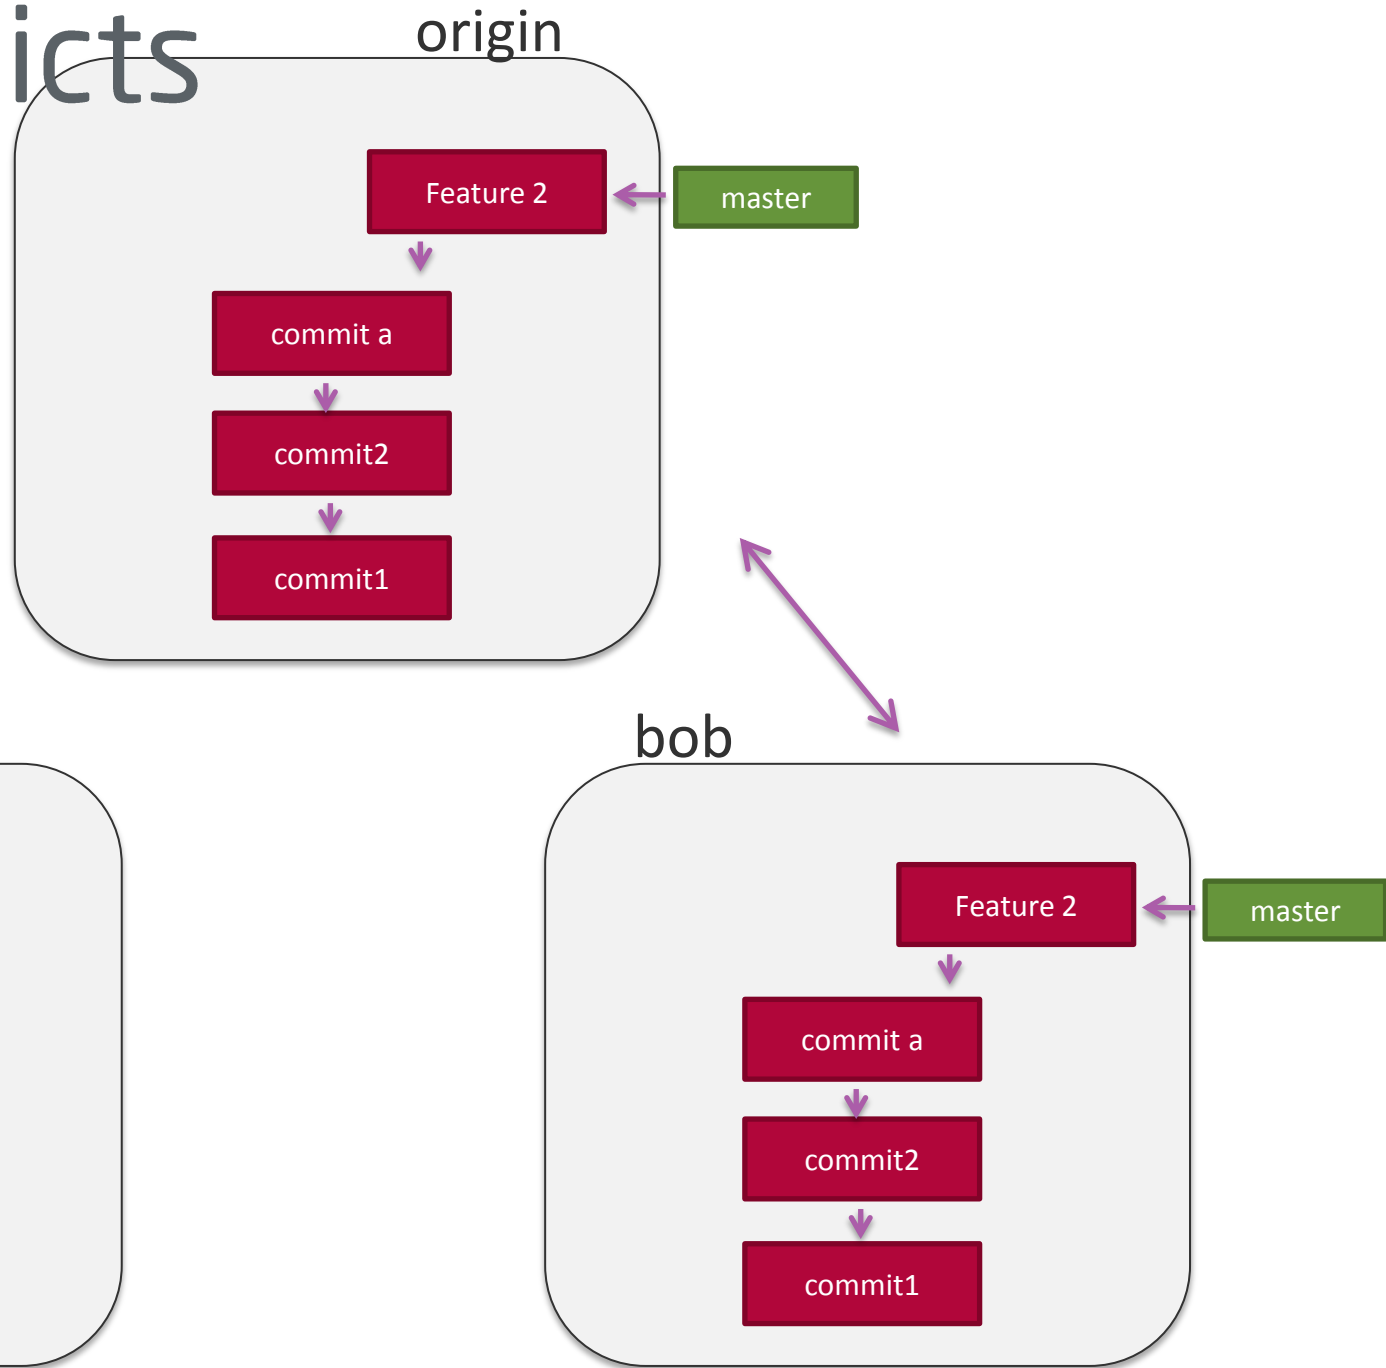 icts
origin
Feature 2
master
commit a
commit2
commit1
bob
Feature 2
master
commit a
commit2
commit1